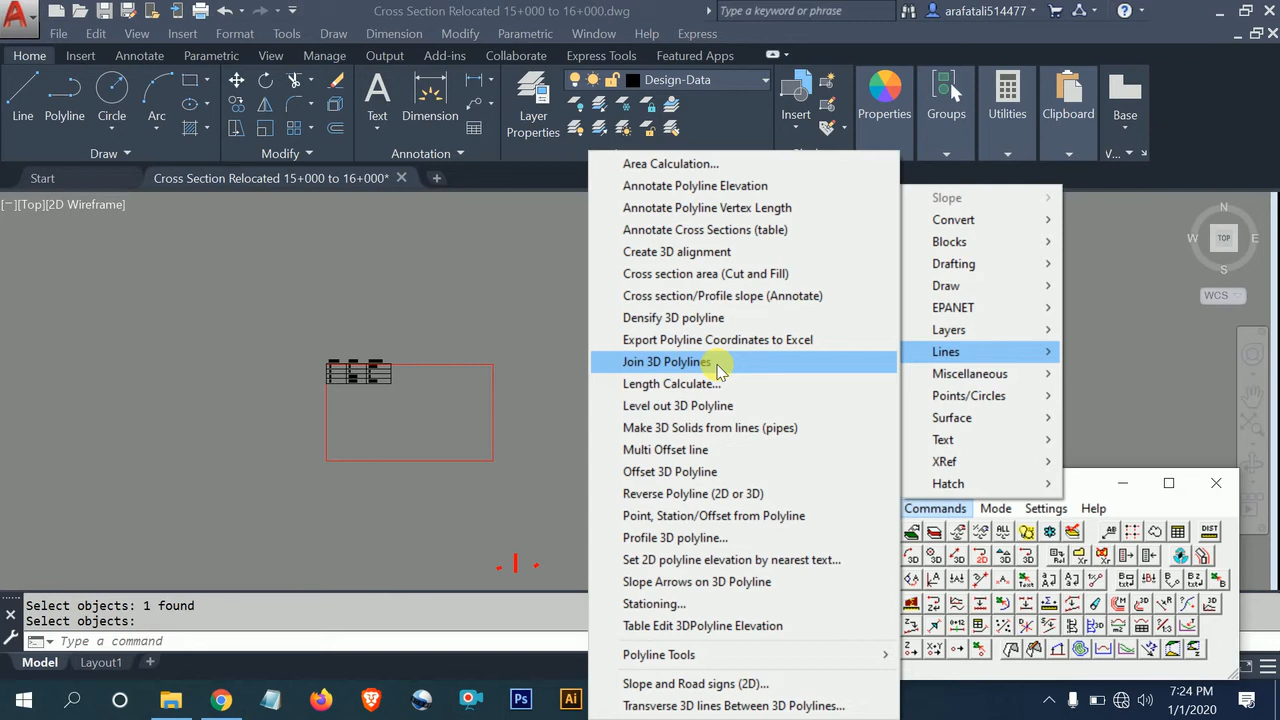 Cross Section Relocated 15+000 to 16+000.dwg
Type a keyword or phrase
arafatali514477
File Edit View Insert Format Tools Draw Dimension Modify Parametric Window Help Express
Home Insert Annotate Parametric View Manage Output Add-ins Collaborate Express Tools Featured Apps
Design-Data
Line Polyline Circle Arc Text Dimension Layer Properties Insert Properties Groups Utilities Clipboard Base
Draw Modify Annotation V...
Start Cross Section Relocated 15+000 to 16+000*
[−][Top][2D Wireframe]
N
W TOP E
S
WCS
Area Calculation...
Annotate Polyline Elevation
Annotate Polyline Vertex Length
Annotate Cross Sections (table)
Create 3D alignment
Cross section area (Cut and Fill)
Cross section/Profile slope (Annotate)
Densify 3D polyline
Export Polyline Coordinates to Excel
Join 3D Polylines
Length Calculate...
Level out 3D Polyline
Make 3D Solids from lines (pipes)
Multi Offset line
Offset 3D Polyline
Reverse Polyline (2D or 3D)
Point, Station/Offset from Polyline
Profile 3D polyline...
Set 2D polyline elevation by nearest text...
Slope Arrows on 3D Polyline
Stationing...
Table Edit 3DPolyline Elevation
Polyline Tools
Slope and Road signs (2D)...
Transverse 3D lines Between 3D Polylines...
Slope
Convert
Blocks
Drafting
Draw
EPANET
Layers
Lines
Miscellaneous
Points/Circles
Surface
Text
XRef
Hatch
Commands Mode Settings Help
Select objects: 1 found
Select objects:
Type a command
Model Layout1
7:24 PM
1/1/2020